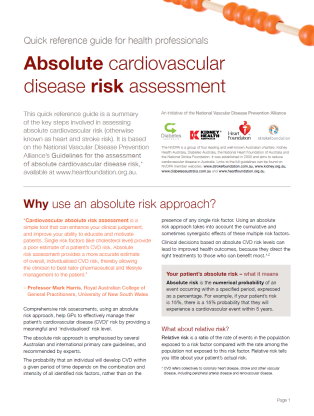 Quick reference guide for health professionals
Absolute cardiovascular
disease risk assessment
This quick reference guide is a summary
of the key steps involved in assessing
absolute cardiovascular risk (otherwise
known as heart and stroke risk). It is based
on the National Vascular Disease Prevention
Alliance's Guidelines for the assessment
of absolute cardiovascular disease risk,¹
available at www.heartfoundation.org.au.
An initiative of the National Vascular Disease Prevention Alliance
Diabetes
KIDNEY HEALTH
Heart
Foundation
strokefoundation
The NVDPA is a group of four leading and well-known Australian charities: Kidney
Health Australia, Diabetes Australia, the National Heart Foundation of Australia and
the National Stroke Foundation. It was established in 2000 and aims to reduce
cardiovascular disease in Australia. Links to the full guideline can be found on
NVDPA member websites: www.strokefoundation.com.au, www.kidney.org.au,
www.diabetesaustralia.com.au and www.heartfoundation.org.au.
Why use an absolute risk approach?
"Cardiovascular absolute risk assessment is a
simple tool that can enhance your clinical judgement,
and improve your ability to educate and motivate
patients. Single risk factors like cholesterol levels provide
a poor estimate of a patient's CVD risk. Absolute
risk assessment provides a more accurate estimate
of overall, individualised CVD risk, thereby allowing
the clinician to best tailor pharmaceutical and lifestyle
management to the patient."
Professor Mark Harris, Royal Australian College of
General Practitioners, University of New South Wales
Comprehensive risk assessments, using an absolute
risk approach, help GPs to effectively manage their
patient's cardiovascular disease (CVD)* risk by providing a
meaningful and 'individualised' risk level.
The absolute risk approach is emphasised by several
Australian and international primary care guidelines, and
recommended by experts.
The probability that an individual will develop CVD within
a given period of time depends on the combination and
intensity of all identified risk factors, rather than on the
presence of any single risk factor. Using an absolute
risk approach takes into account the cumulative and
sometimes synergistic effects of these multiple risk factors.
Clinical decisions based on absolute CVD risk levels can
lead to improved health outcomes, because they direct the
right treatments to those who can benefit most.¹,²
Your patient's absolute risk – what it means
Absolute risk is the numerical probability of an
event occurring within a specified period, expressed
as a percentage. For example, if your patient's risk
is 15%, there is a 15% probability that they will
experience a cardiovascular event within 5 years.
What about relative risk?
Relative risk is a ratio of the rate of events in the population
exposed to a risk factor compared with the rate among the
population not exposed to this risk factor. Relative risk tells
you little about your patient's actual risk.
* CVD refers collectively to coronary heart disease, stroke and other vascular
disease, including peripheral arterial disease and renovascular disease.
Page 1